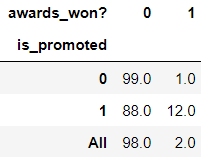 awards_won? 0 1
is_promoted
0 99.0 1.0
1 88.0 12.0
All 98.0 2.0